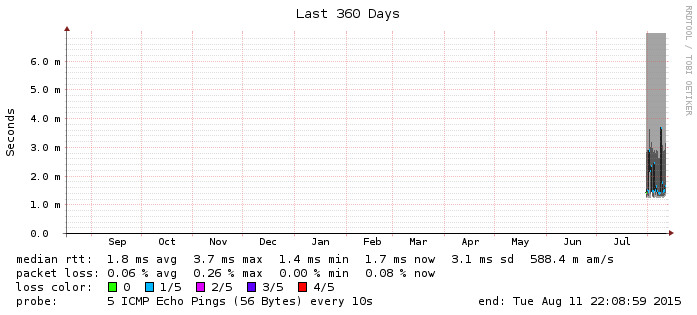 Last 360 Days
RRDTOOL / TOBI OETIKER
Seconds
6.0 m
5.0 m
4.0 m
3.0 m
2.0 m
1.0 m
0.0
Sep Oct Nov Dec Jan Feb Mar Apr May Jun Jul
median rtt: 1.8 ms avg 3.7 ms max 1.4 ms min 1.7 ms now 3.1 ms sd 588.4 m am/s
packet loss: 0.06 % avg 0.26 % max 0.00 % min 0.08 % now
loss color: 0 1/5 2/5 3/5 4/5
probe: 5 ICMP Echo Pings (56 Bytes) every 10s end: Tue Aug 11 22:08:59 2015